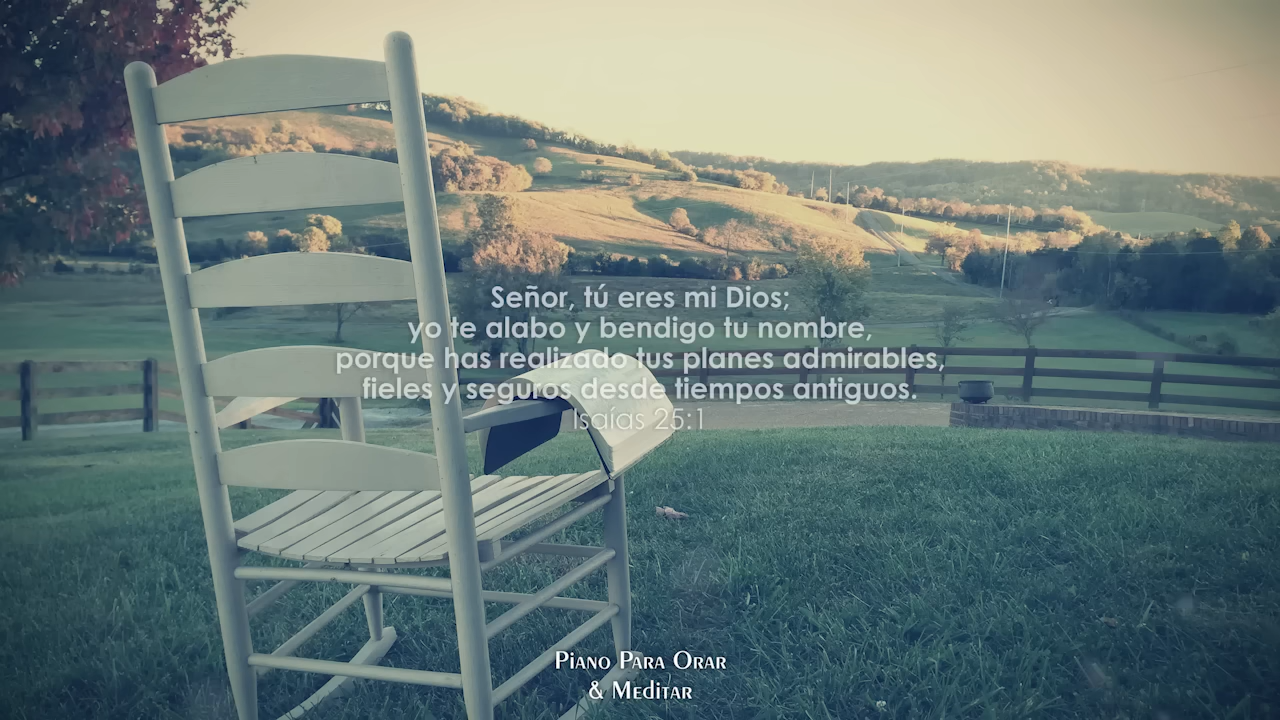 Señor, tú eres mi Dios;
yo te alabo y bendigo tu nombre,
porque has realizado tus planes admirables,
fieles y seguros desde tiempos antiguos.
Isaías 25:1
Piano Para Orar
& Meditar